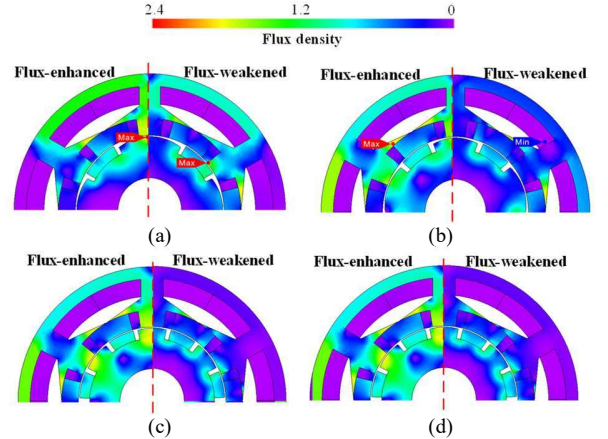 2.4 1.2 0
Flux density
Flux-enhanced Flux-weakened
Max
Max
(a)
Flux-enhanced Flux-weakened
Max
Min
(b)
Flux-enhanced Flux-weakened
(c)
Flux-enhanced Flux-weakened
(d)